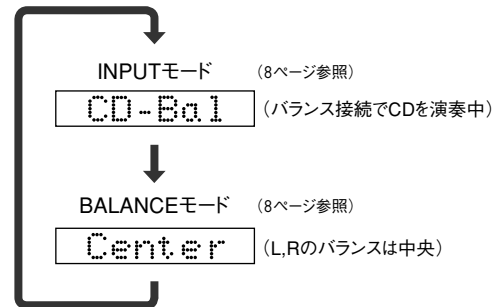 INPUTモード (8ページ参照)
CD-Bal (バランス接続でCDを演奏中)
BALANCEモード (8ページ参照)
Center (L,Rのバランスは中央)